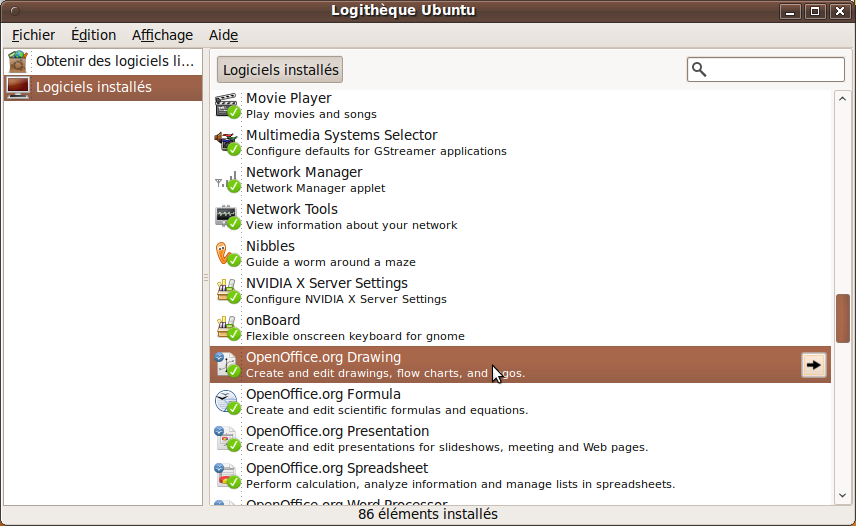 Logithèque Ubuntu
Fichier Édition Affichage Aide
Obtenir des logiciels li...
Logiciels installés
Logiciels installés
Movie Player
Play movies and songs
Multimedia Systems Selector
Configure defaults for GStreamer applications
Network Manager
Network Manager applet
Network Tools
View information about your network
Nibbles
Guide a worm around a maze
NVIDIA X Server Settings
Configure NVIDIA X Server Settings
onBoard
Flexible onscreen keyboard for gnome
OpenOffice.org Drawing
Create and edit drawings, flow charts, and logos.
OpenOffice.org Formula
Create and edit scientific formulas and equations.
OpenOffice.org Presentation
Create and edit presentations for slideshows, meeting and Web pages.
OpenOffice.org Spreadsheet
Perform calculation, analyze information and manage lists in spreadsheets.
OpenOffice.org Word Processor
86 éléments installés